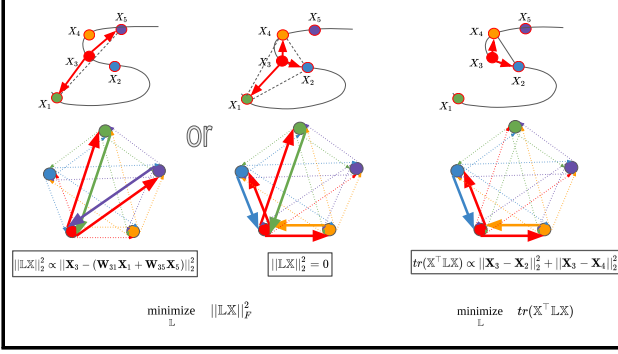 X₅
X₄
X₃
X₂
X₁
X₅
X₄
X₃
X₂
X₁
X₅
X₄
X₃
X₂
X₁
or
||𝕃𝕏||₂² ∝ ||𝐗₃ − (𝐖₃₁𝐗₁ + 𝐖₃₅𝐗₅)||₂²
||𝕃𝕏||₂² = 0
tr(𝕏^⊤𝕃𝕏) ∝ ||𝐗₃ − 𝐗₂||₂² + ||𝐗₃ − 𝐗₄||₂²
minimize ||𝕃𝕏||_F²
𝕃
minimize tr(𝕏^⊤𝕃𝕏)
𝕃